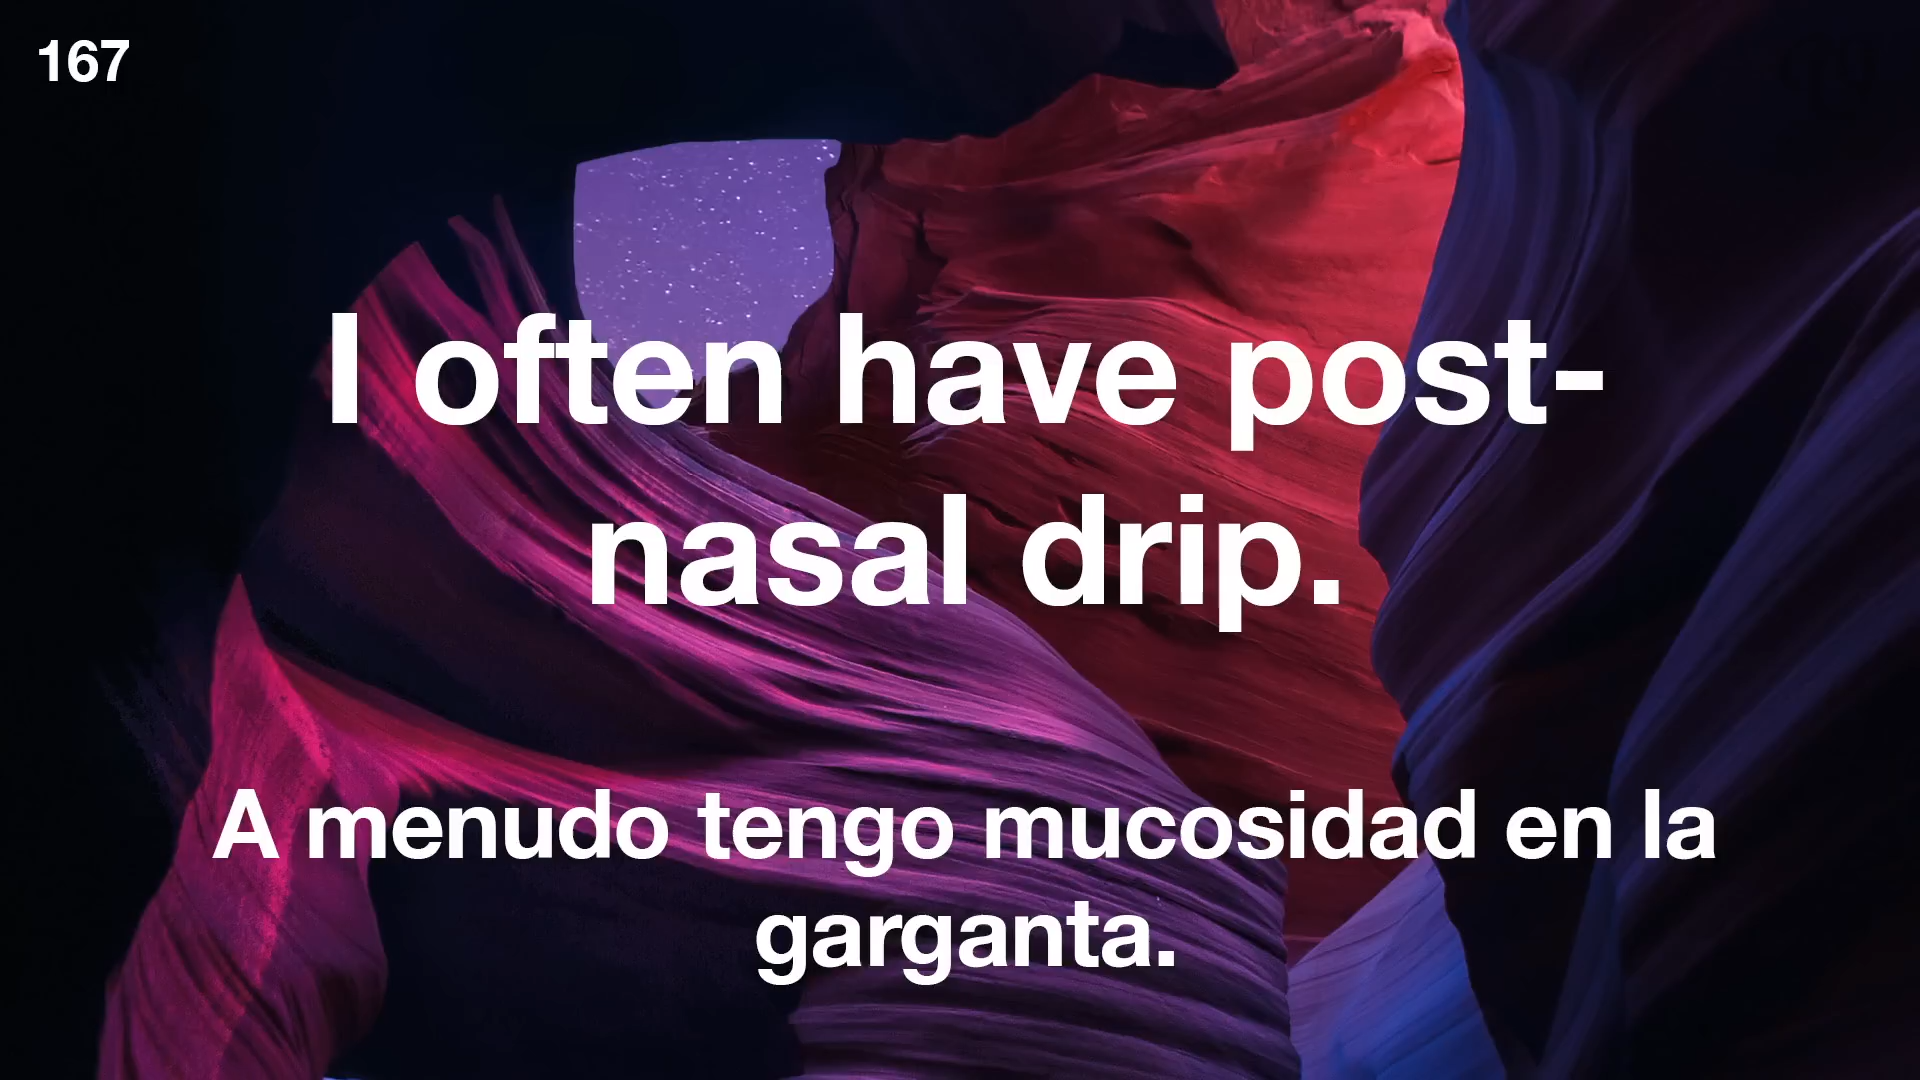 167
I often have post-
nasal drip.
A menudo tengo mucosidad en la
garganta.